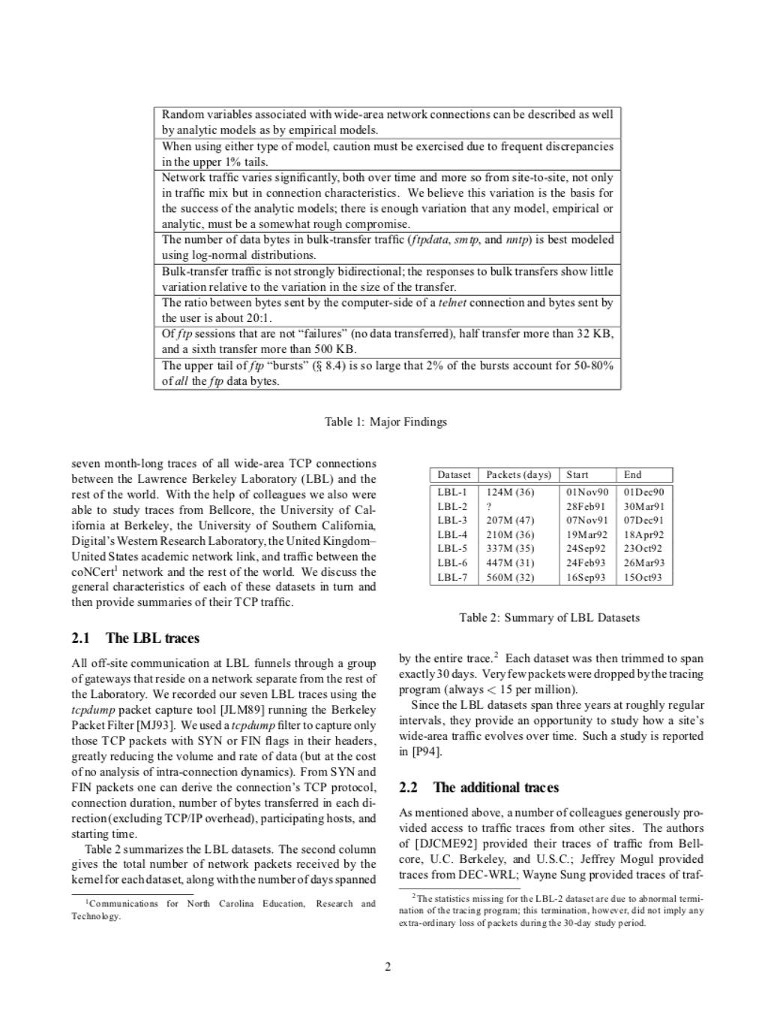 Random variables associated with wide-area network connections can be described as well
by analytic models as by empirical models.
When using either type of model, caution must be exercised due to frequent discrepancies
in the upper 1% tails.
Network traffic varies significantly, both over time and more so from site-to-site, not only
in traffic mix but in connection characteristics. We believe this variation is the basis for
the success of the analytic models; there is enough variation that any model, empirical or
analytic, must be a somewhat rough compromise.
The number of data bytes in bulk-transfer traffic (ftpdata, smtp, and nntp) is best modeled
using log-normal distributions.
Bulk-transfer traffic is not strongly bidirectional; the responses to bulk transfers show little
variation relative to the variation in the size of the transfer.
The ratio between bytes sent by the computer-side of a telnet connection and bytes sent by
the user is about 20:1.
Of ftp sessions that are not “failures” (no data transferred), half transfer more than 32 KB,
and a sixth transfer more than 500 KB.
The upper tail of ftp “bursts” (§ 8.4) is so large that 2% of the bursts account for 50-80%
of all the ftp data bytes.
Table 1: Major Findings
seven month-long traces of all wide-area TCP connections
between the Lawrence Berkeley Laboratory (LBL) and the
rest of the world. With the help of colleagues we also were
able to study traces from Bellcore, the University of Cal-
ifornia at Berkeley, the University of Southern California,
Digital's Western Research Laboratory, the United Kingdom–
United States academic network link, and traffic between the
coNCert1 network and the rest of the world. We discuss the
general characteristics of each of these datasets in turn and
then provide summaries of their TCP traffic.
2.1 The LBL traces
All off-site communication at LBL funnels through a group
of gateways that reside on a network separate from the rest of
the Laboratory. We recorded our seven LBL traces using the
tcpdump packet capture tool [JLM89] running the Berkeley
Packet Filter [MJ93]. We used a tcpdump filter to capture only
those TCP packets with SYN or FIN flags in their headers,
greatly reducing the volume and rate of data (but at the cost
of no analysis of intra-connection dynamics). From SYN and
FIN packets one can derive the connection's TCP protocol,
connection duration, number of bytes transferred in each di-
rection (excluding TCP/IP overhead), participating hosts, and
starting time.
Table 2 summarizes the LBL datasets. The second column
gives the total number of network packets received by the
kernel for each dataset, along with the number of days spanned
1Communications for North Carolina Education, Research and
Technology.
Dataset Packets (days) Start End
LBL-1 124M (36) 01Nov90 01Dec90
LBL-2 ? 28Feb91 30Mar91
LBL-3 207M (47) 07Nov91 07Dec91
LBL-4 210M (36) 19Mar92 18Apr92
LBL-5 337M (35) 24Sep92 23Oct92
LBL-6 447M (31) 24Feb93 26Mar93
LBL-7 560M (32) 16Sep93 15Oct93
Table 2: Summary of LBL Datasets
by the entire trace.2 Each dataset was then trimmed to span
exactly 30 days. Very few packets were dropped by the tracing
program (always < 15 per million).
Since the LBL datasets span three years at roughly regular
intervals, they provide an opportunity to study how a site's
wide-area traffic evolves over time. Such a study is reported
in [P94].
2.2 The additional traces
As mentioned above, a number of colleagues generously pro-
vided access to traffic traces from other sites. The authors
of [DJCME92] provided their traces of traffic from Bell-
core, U.C. Berkeley, and U.S.C.; Jeffrey Mogul provided
traces from DEC-WRL; Wayne Sung provided traces of traf-
2The statistics missing for the LBL-2 dataset are due to abnormal termi-
nation of the tracing program; this termination, however, did not imply any
extra-ordinary loss of packets during the 30-day study period.
2